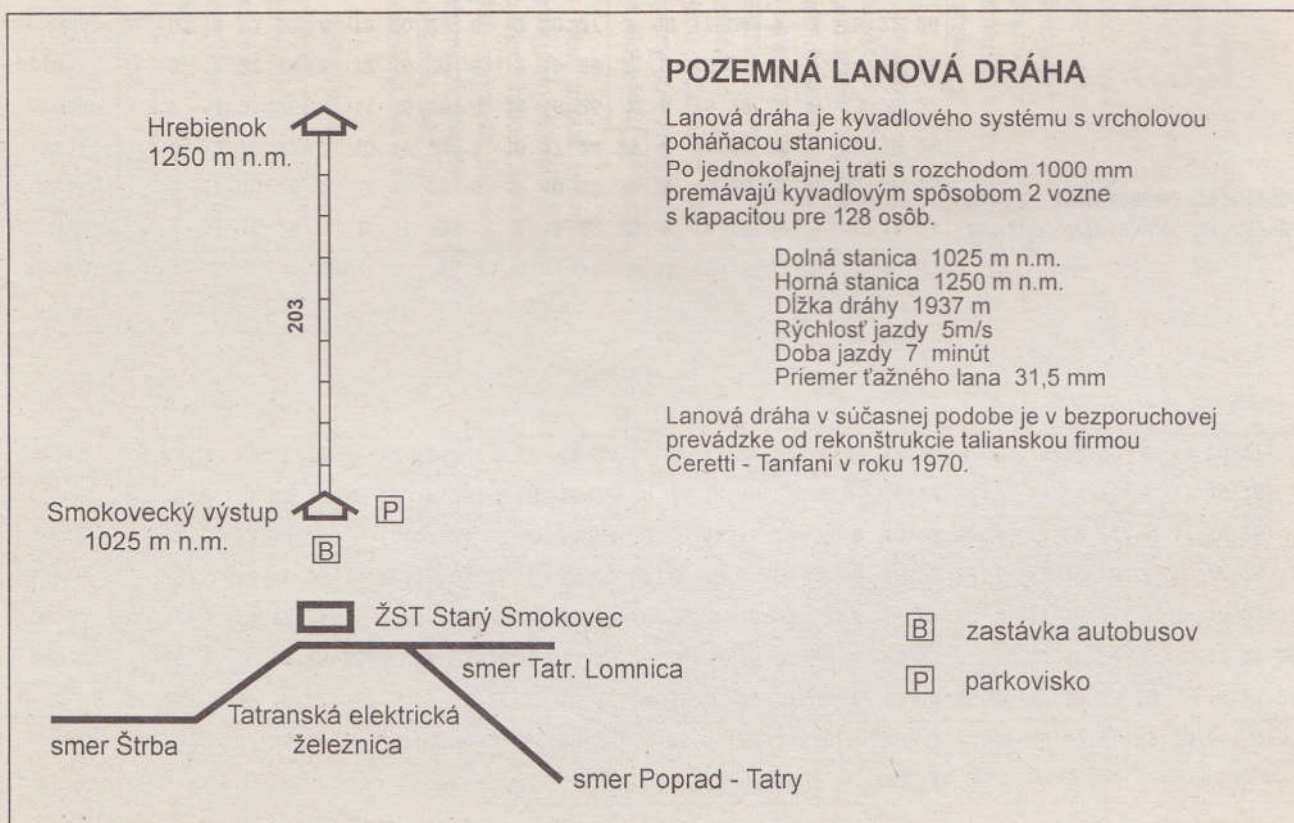 POZEMNÁ LANOVÁ DRÁHA
Lanová dráha je kyvadlového systému s vrcholovou
poháňacou stanicou.
Po jednokoľajnej trati s rozchodom 1000 mm
premávajú kyvadlovým spôsobom 2 vozne
s kapacitou pre 128 osôb.
Dolná stanica 1025 m n.m.
Horná stanica 1250 m n.m.
Dĺžka dráhy 1937 m
Rýchlosť jazdy 5m/s
Doba jazdy 7 minút
Priemer ťažného lana 31,5 mm
Lanová dráha v súčasnej podobe je v bezporuchovej
prevádzke od rekonštrukcie talianskou firmou
Ceretti - Tanfani v roku 1970.
Hrebienok
1250 m n.m.
203
Smokovecký výstup
1025 m n.m.
P
B
ŽST Starý Smokovec
smer Tatr. Lomnica
Tatranská elektrická
železnica
smer Štrba
smer Poprad - Tatry
B zastávka autobusov
P parkovisko